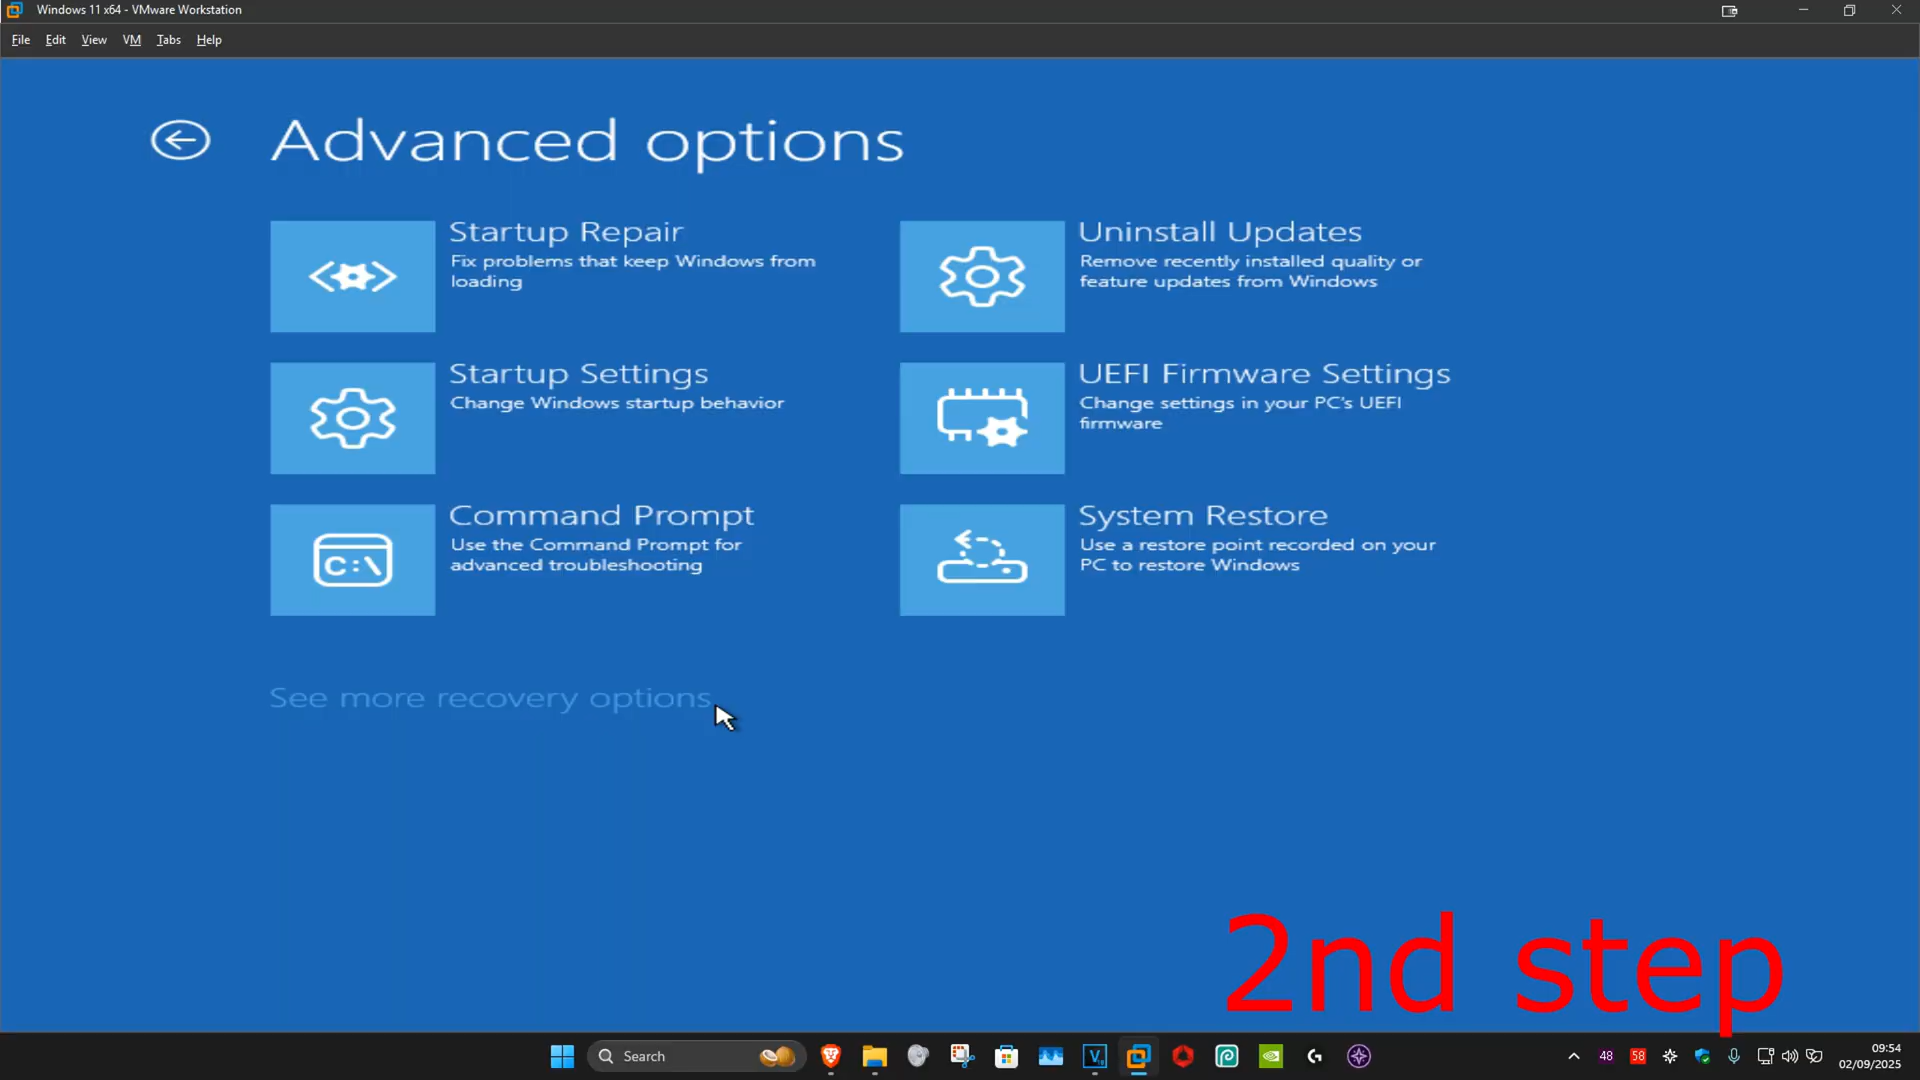 Windows 11 x64 - VMware Workstation
File Edit View VM Tabs Help
Advanced options
Startup Repair
Fix problems that keep Windows from
loading
Uninstall Updates
Remove recently installed quality or
feature updates from Windows
Startup Settings
Change Windows startup behavior
UEFI Firmware Settings
Change settings in your PC's UEFI
firmware
C:\
Command Prompt
Use the Command Prompt for
advanced troubleshooting
System Restore
Use a restore point recorded on your
PC to restore Windows
See more recovery options
2nd step
Search
48
58
09:54
02/09/2025